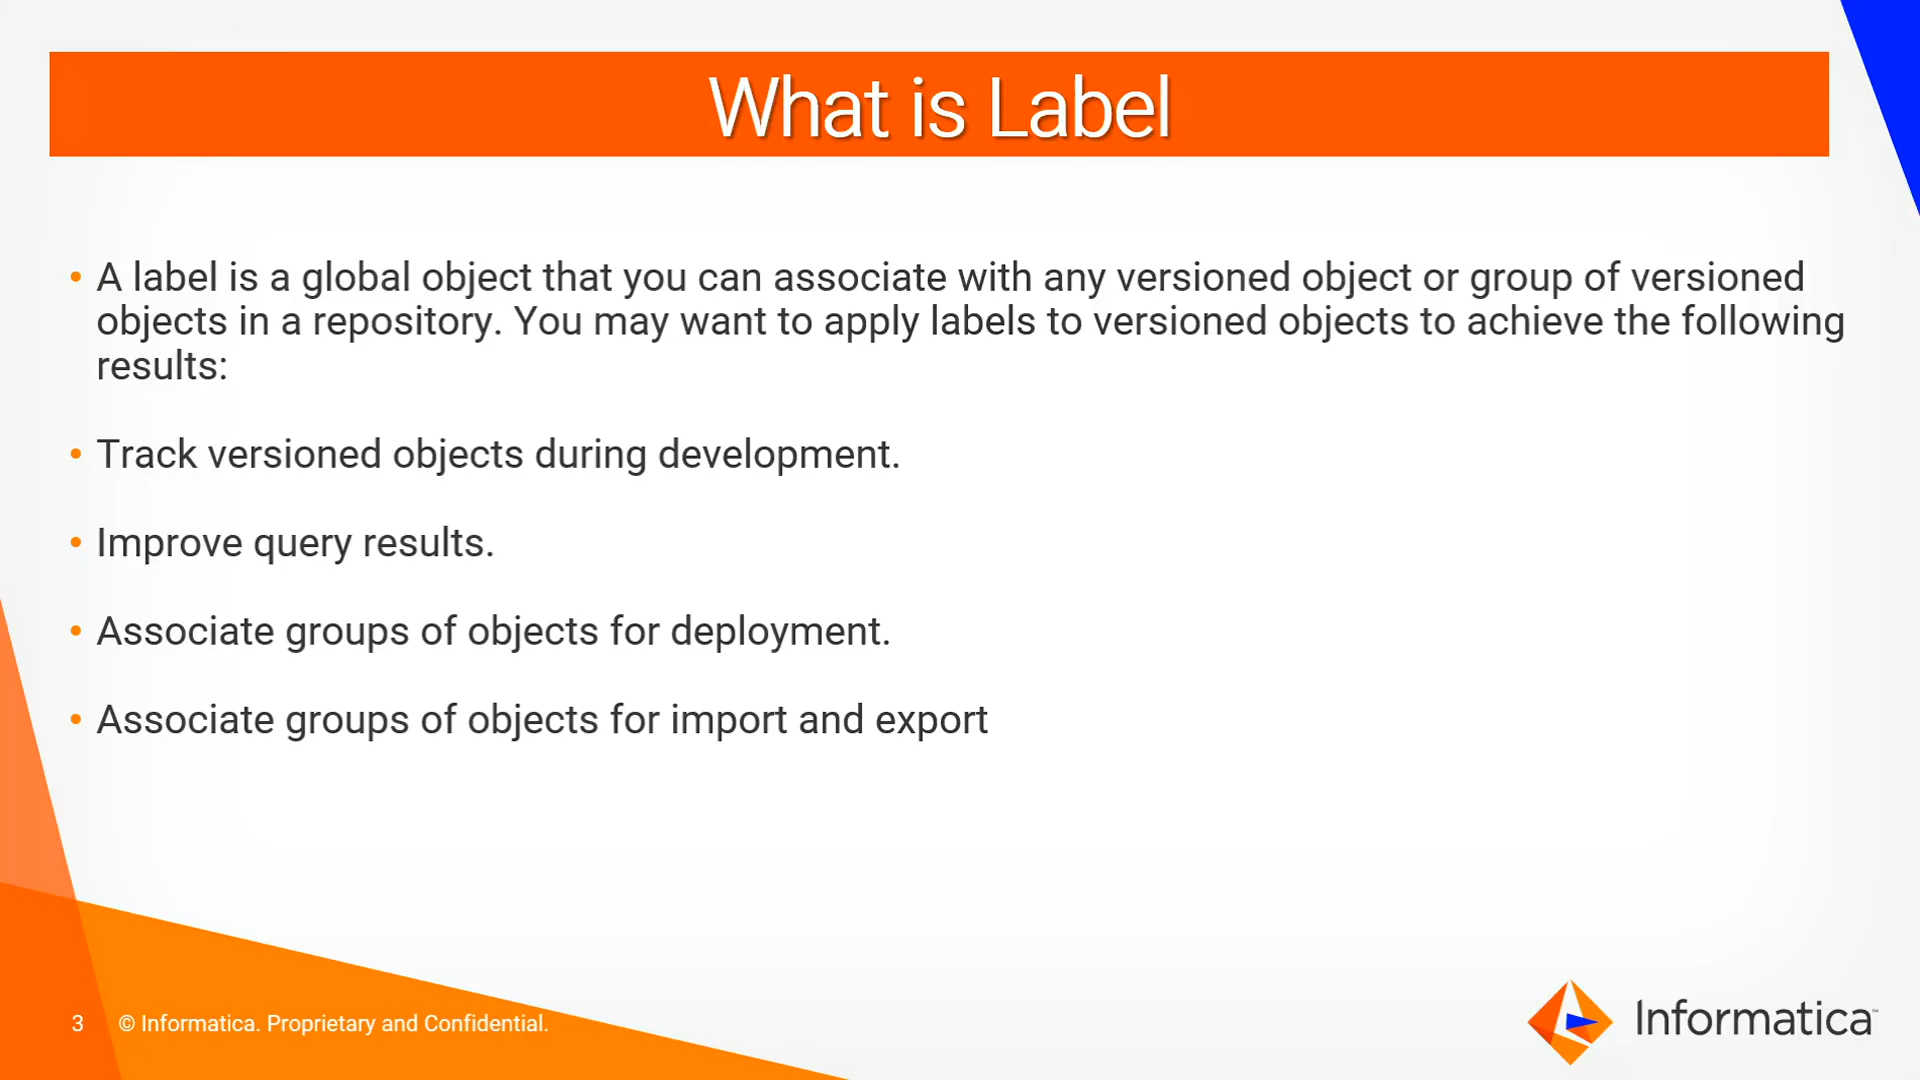 What is Label
• A label is a global object that you can associate with any versioned object or group of versioned
objects in a repository. You may want to apply labels to versioned objects to achieve the following
results:
• Track versioned objects during development.
• Improve query results.
• Associate groups of objects for deployment.
• Associate groups of objects for import and export
3 © Informatica. Proprietary and Confidential.
Informatica™